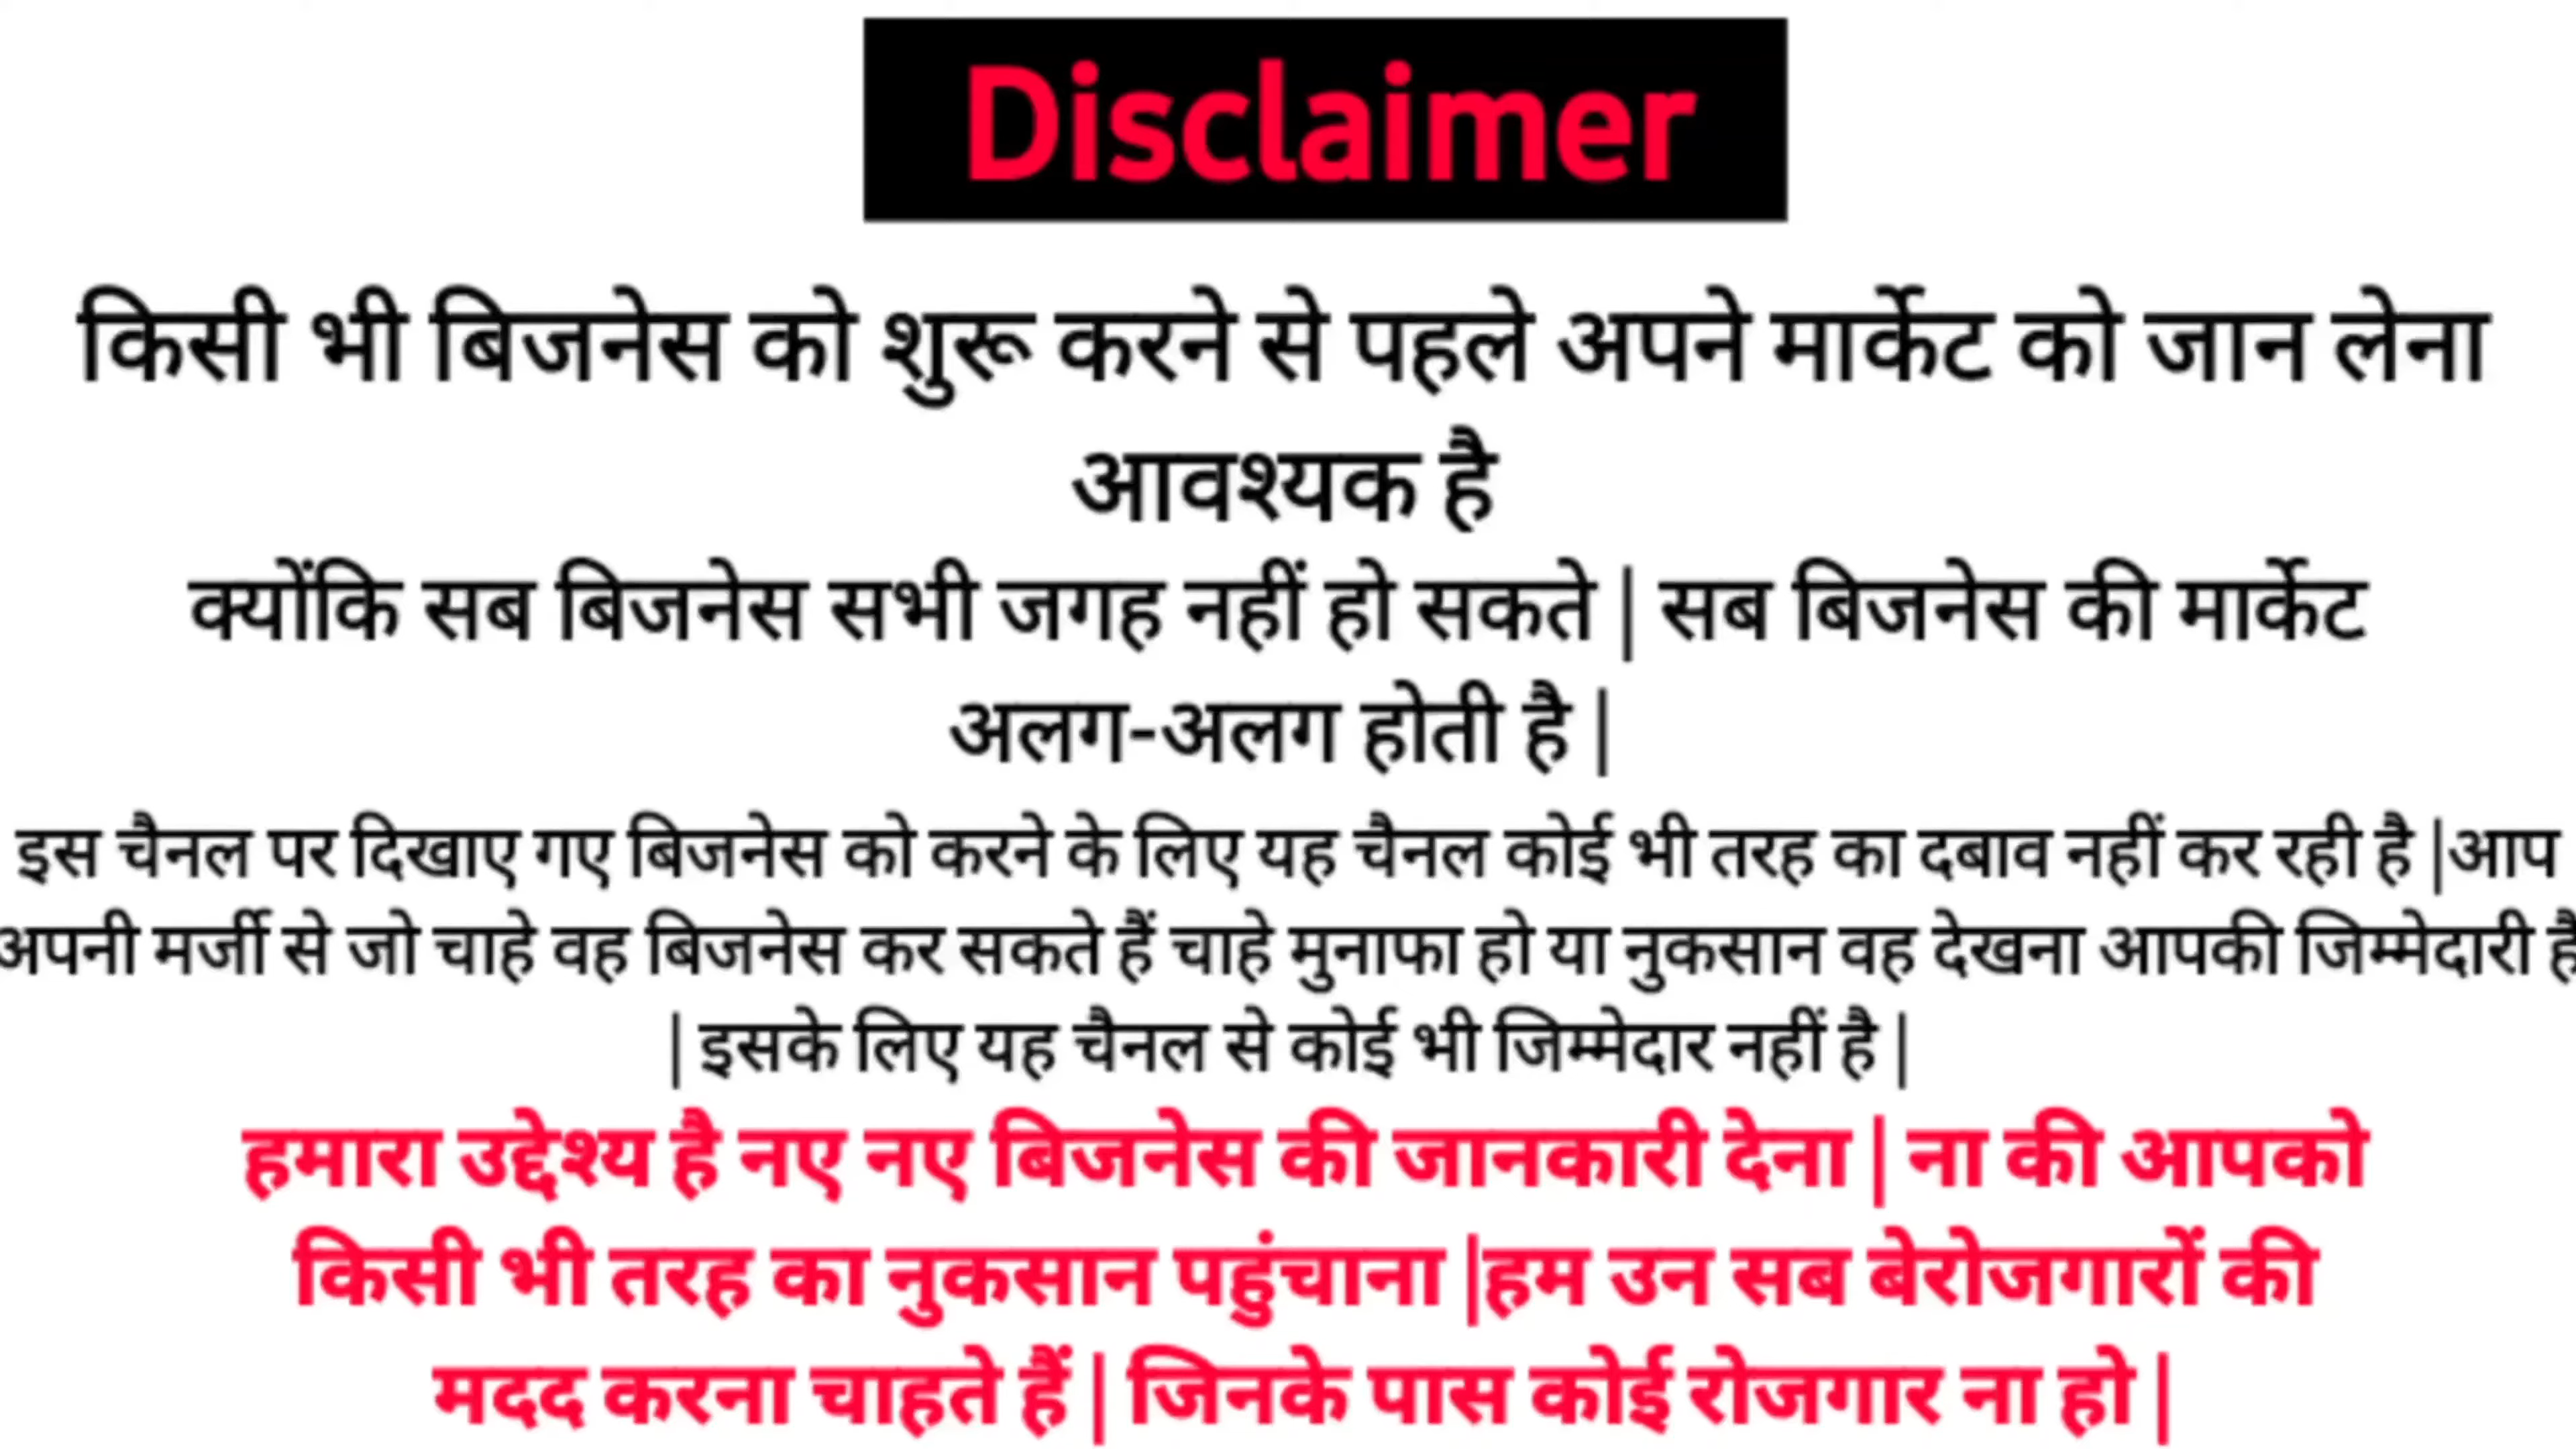 Disclaimer
किसी भी बिजनेस को शुरू करने से पहले अपने मार्केट को जान लेना
आवश्यक है
क्योंकि सब बिजनेस सभी जगह नहीं हो सकते | सब बिजनेस की मार्केट
अलग-अलग होती है |
इस चैनल पर दिखाए गए बिजनेस को करने के लिए यह चैनल कोई भी तरह का दबाव नहीं कर रही है |आप
अपनी मर्जी से जो चाहे वह बिजनेस कर सकते हैं चाहे मुनाफा हो या नुकसान वह देखना आपकी जिम्मेदारी है
| इसके लिए यह चैनल से कोई भी जिम्मेदार नहीं है |
हमारा उद्देश्य है नए नए बिजनेस की जानकारी देना | ना की आपको
किसी भी तरह का नुकसान पहुंचाना |हम उन सब बेरोजगारों की
मदद करना चाहते हैं | जिनके पास कोई रोजगार ना हो |